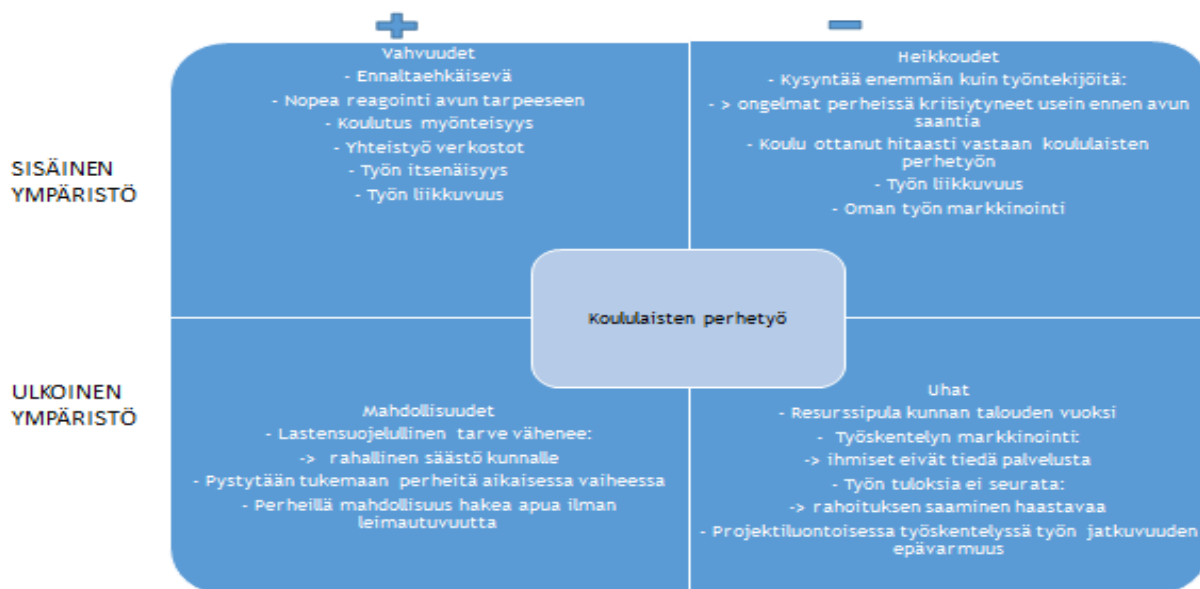 Vahvuudet
- Ennaltaehkäisevä
- Nopea reagointi avun tarpeeseen
- Koulutus myönteisyys
- Yhteistyö verkostot
- Työn itsenäisyys
- Työn liikkuvuus
Heikkoudet
- Kysyntää enemmän kuin työntekijöitä:
- > ongelmat perheissä kriisiytyneet usein ennen avun
saantia
- Koulu ottanut hitaasti vastaan koululaisten
perhetyön
- Työn liikkuvuus
- Oman työn markkinointi
SISÄINEN
YMPÄRISTÖ
Koululaisten perhetyö
ULKOINEN
YMPÄRISTÖ
Mahdollisuudet
- Lastensuojelullinen tarve vähenee:
-> rahallinen säästö kunnalle
- Pystytään tukemaan perheitä aikaisessa vaiheessa
- Perheillä mahdollisuus hakea apua ilman
leimautuvuutta
Uhat
- Resurssipula kunnan talouden vuoksi
- Työskentelyn markkinointi:
-> ihmiset eivät tiedä palvelusta
- Työn tuloksia ei seurata:
-> rahoituksen saaminen haastavaa
- Projektiluontoisessa työskentelyssä työn jatkuvuuden
epävarmuus